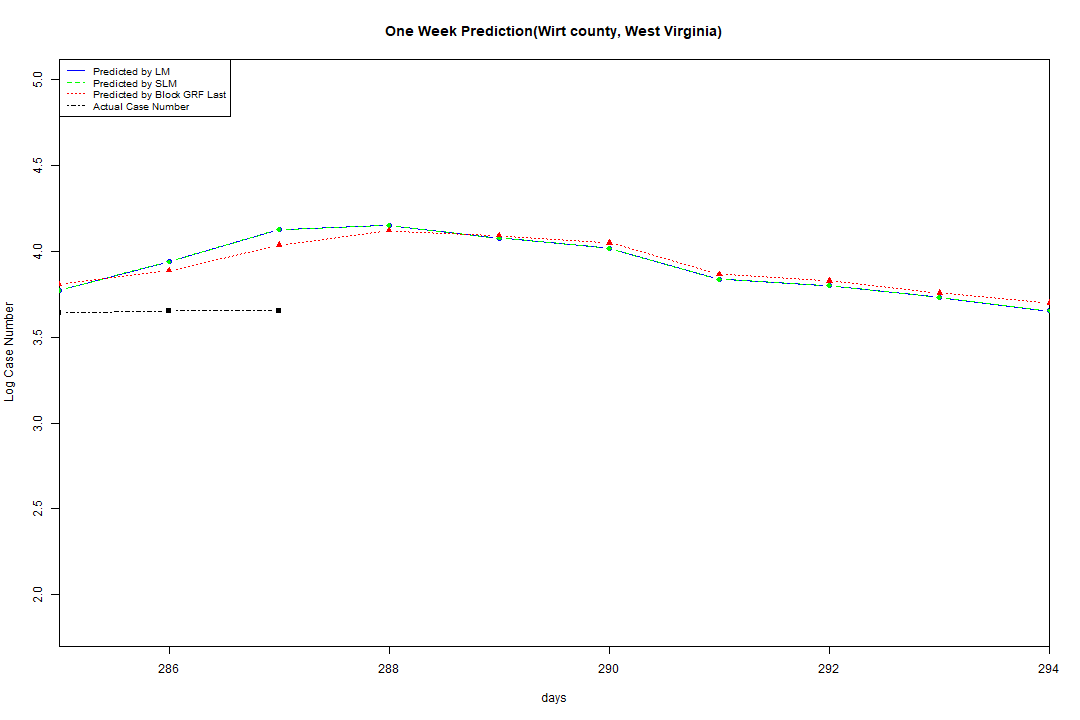 One Week Prediction(Wirt county, West Virginia)
Predicted by LM
Predicted by SLM
Predicted by Block GRF Last
Actual Case Number
5.0
4.5
4.0
3.5
3.0
2.5
2.0
Log Case Number
286
288
290
292
294
days